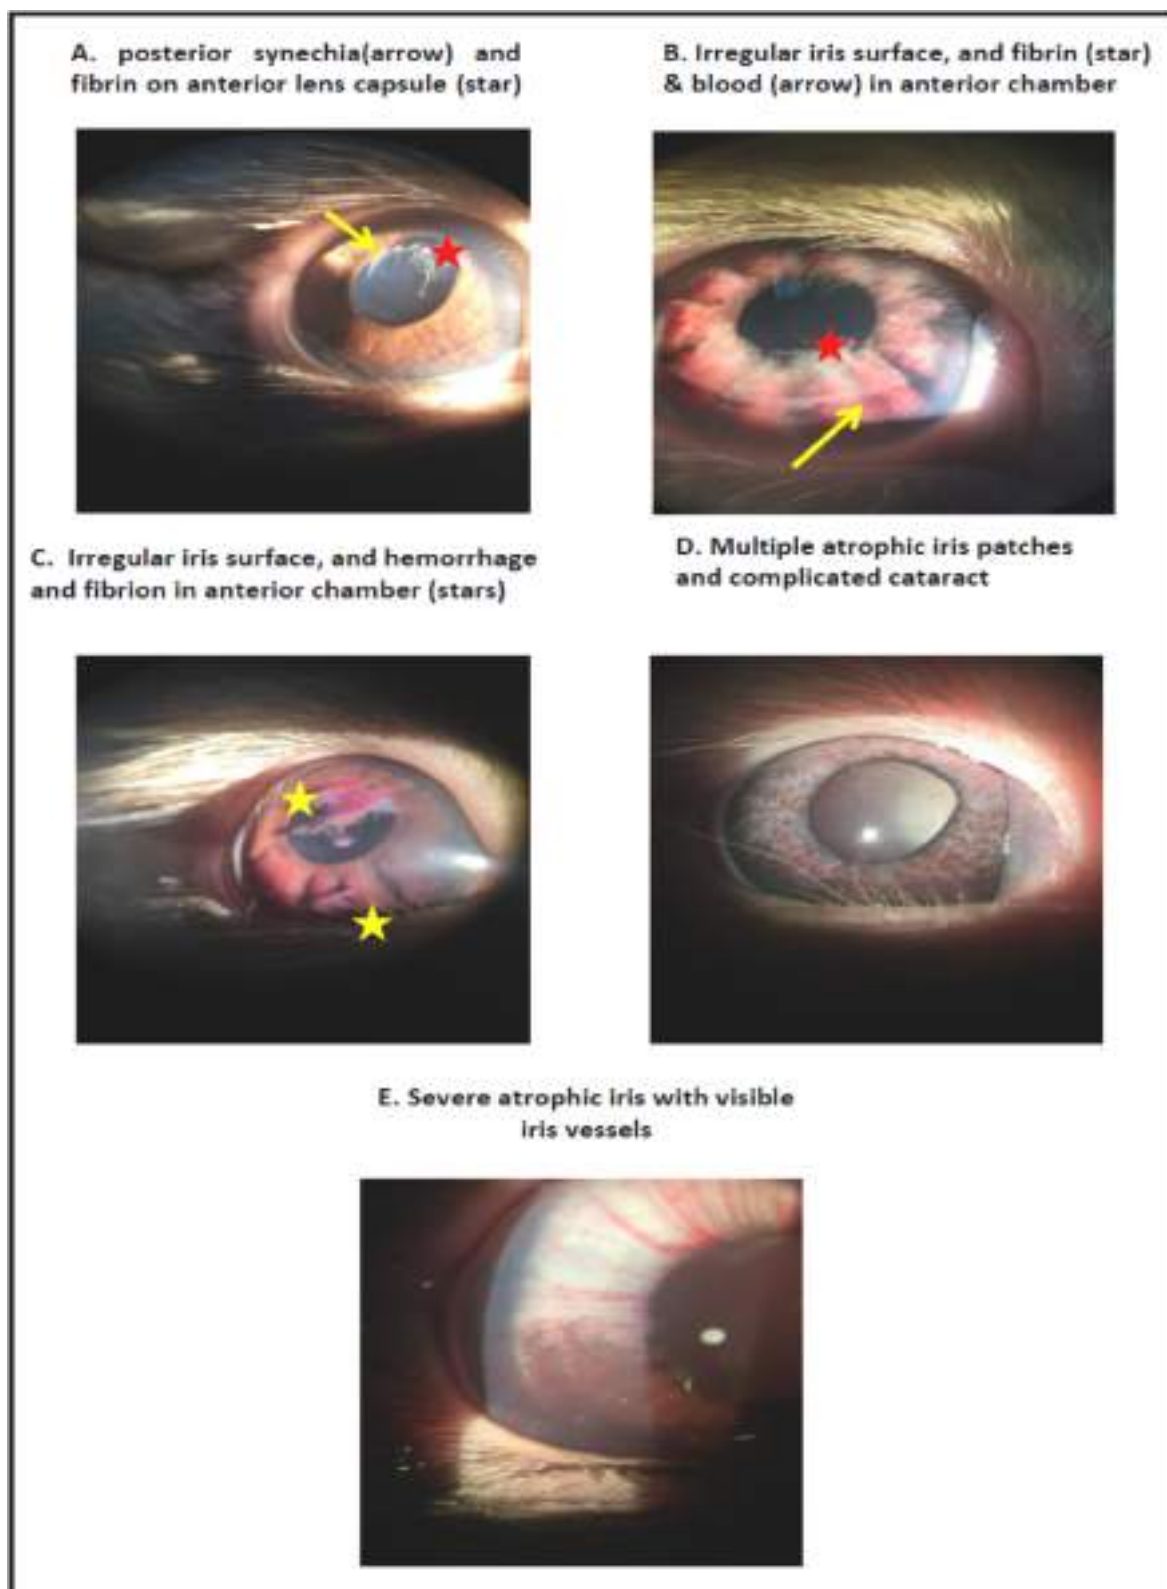 A. posterior synechia(arrow) and
fibrin on anterior lens capsule (star)
B. Irregular iris surface, and fibrin (star)
& blood (arrow) in anterior chamber
C. Irregular iris surface, and hemorrhage
and fibrion in anterior chamber (stars)
D. Multiple atrophic iris patches
and complicated cataract
E. Severe atrophic iris with visible
iris vessels